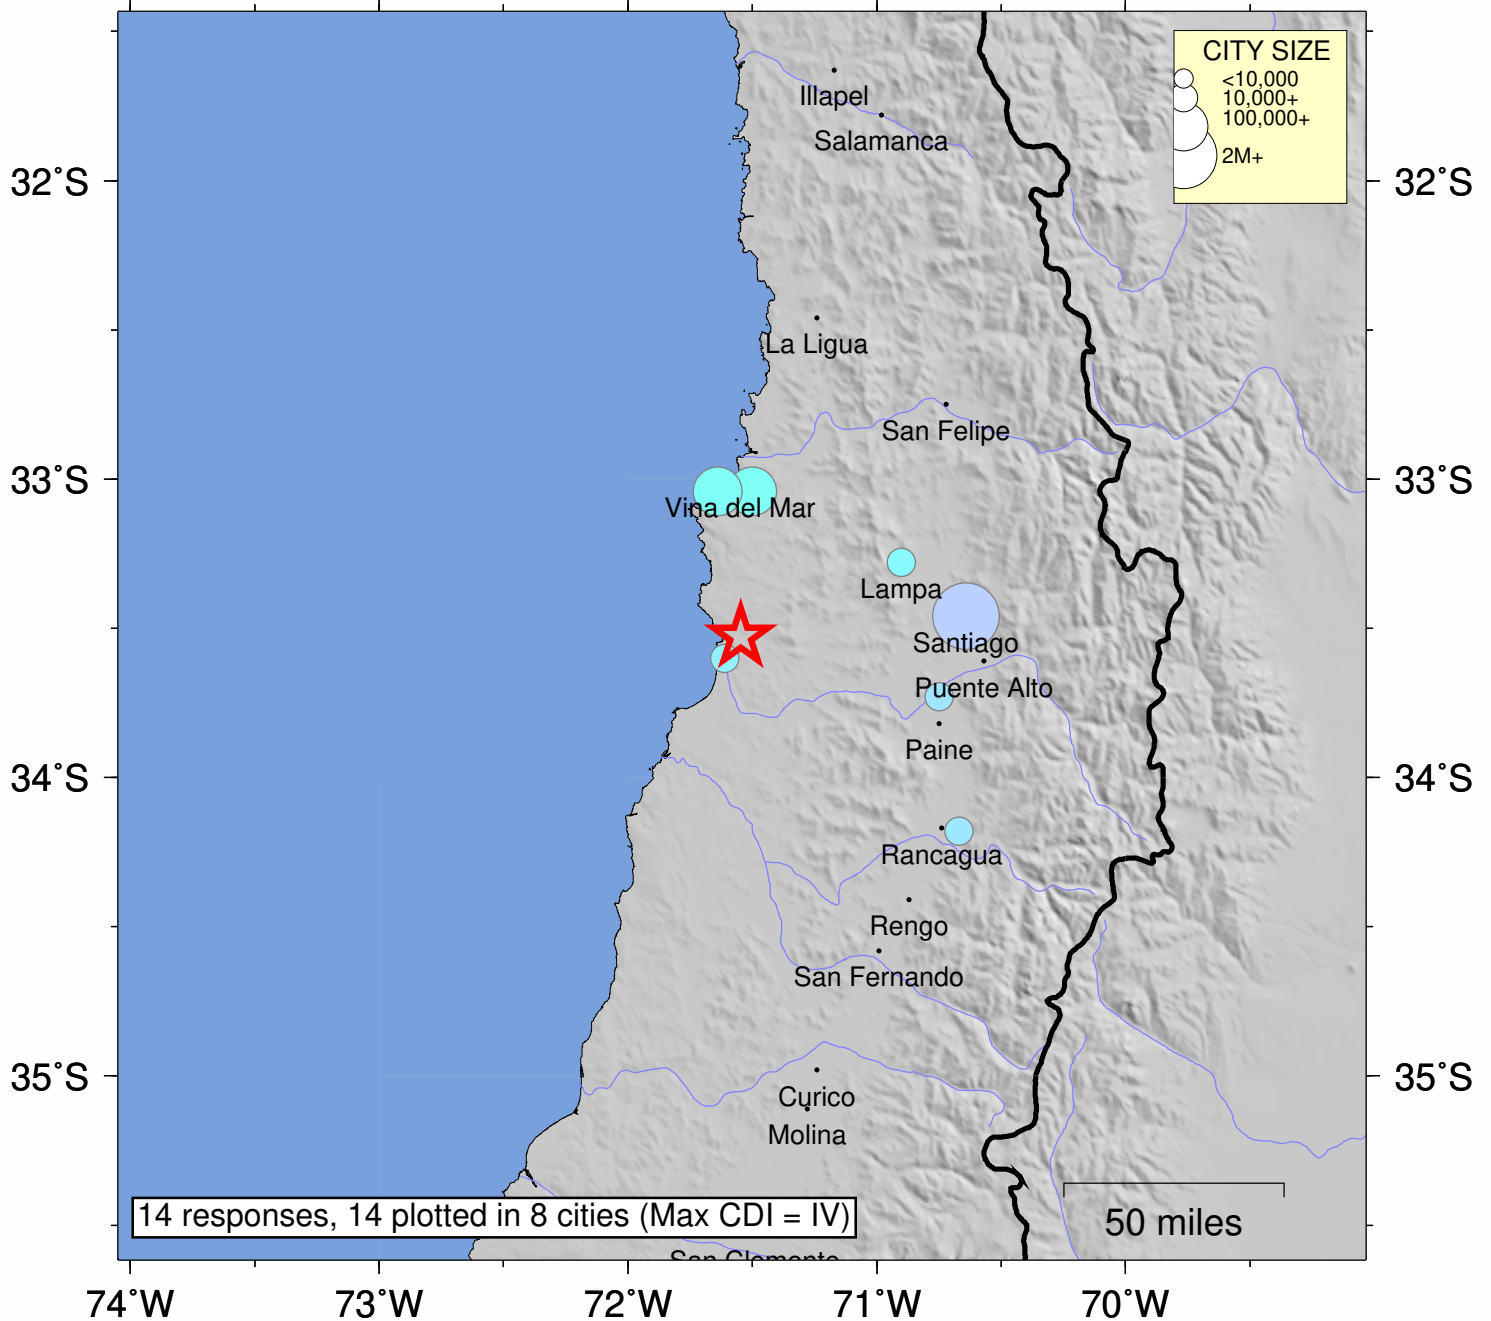 CITY SIZE
<10,000
10,000+
100,000+
2M+
Illapel
Salamanca
32°S
32°S
La Ligua
San Felipe
33°S
33°S
Vina del Mar
Lampa
Santiago
Puente Alto
Paine
34°S
34°S
Rancagua
Rengo
San Fernando
35°S
35°S
Curico
Molina
14 responses, 14 plotted in 8 cities (Max CDI = IV)
50 miles
San Clemente
74°W
73°W
72°W
71°W
70°W